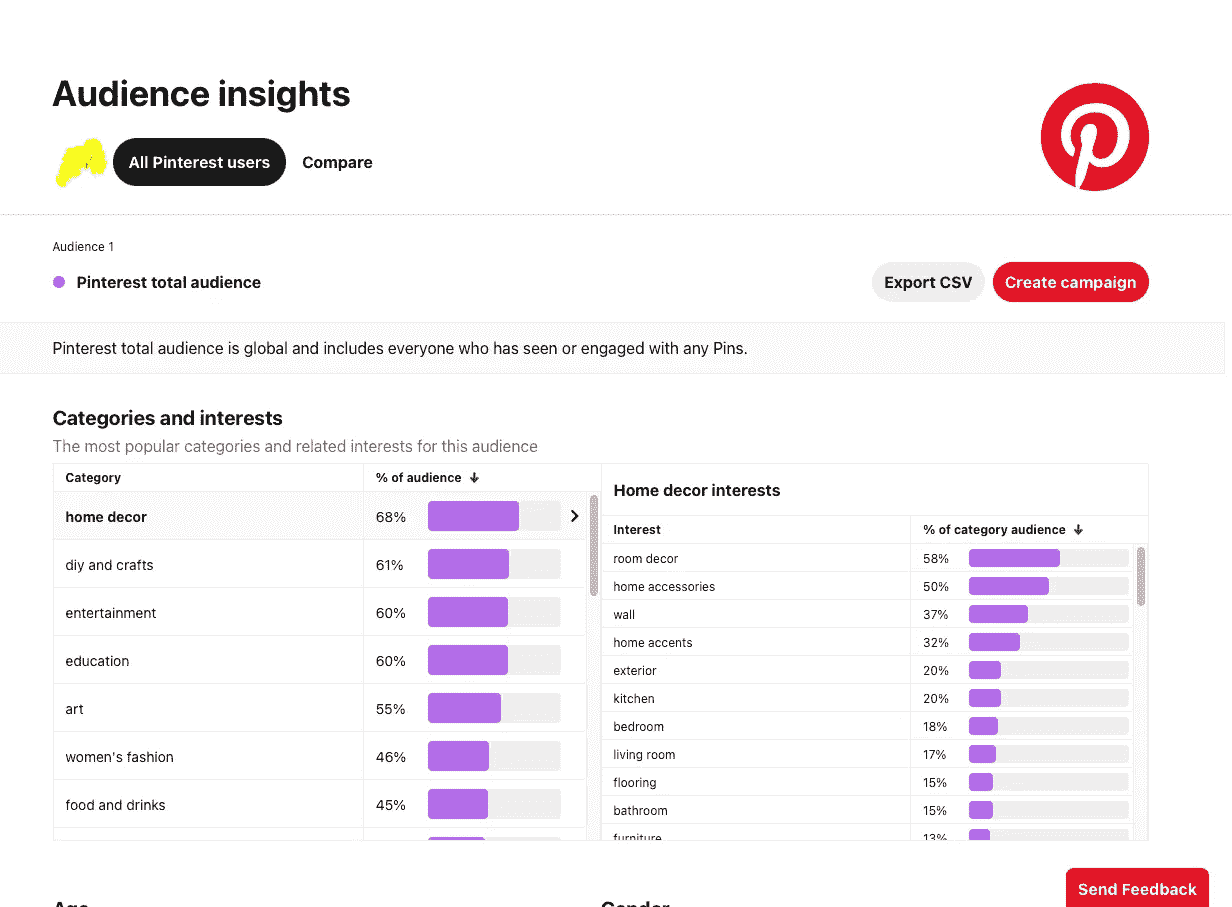 Audience insights
All Pinterest users Compare
Audience 1
Pinterest total audience
Export CSV Create campaign
Pinterest total audience is global and includes everyone who has seen or engaged with any Pins.
Categories and interests
The most popular categories and related interests for this audience
Category % of audience
home decor 68%
diy and crafts 61%
entertainment 60%
education 60%
art 55%
women's fashion 46%
food and drinks 45%
Home decor interests
Interest % of category audience
room decor 58%
home accessories 50%
wall 37%
home accents 32%
exterior 20%
kitchen 20%
bedroom 18%
living room 17%
flooring 15%
bathroom 15%
furniture 13%
Send Feedback
Age Gender